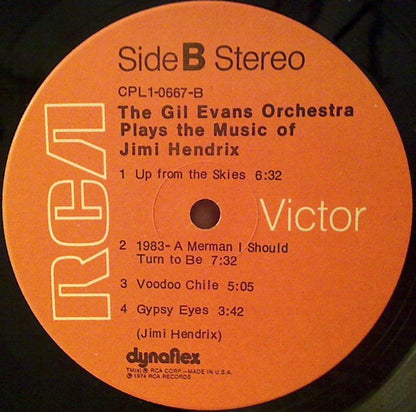 Side B Stereo
CPL1-0667-B
The Gil Evans Orchestra
Plays the Music of
Jimi Hendrix
1 Up from the Skies 6:32
RCA
Victor
2 1983- A Merman I Should
Turn to Be 7:32
3 Voodoo Chile 5:05
4 Gypsy Eyes 3:42
(Jimi Hendrix)
dynaflex
TM(s) ® RCA CORP.—MADE IN U.S.A.
℗ 1974 RCA RECORDS